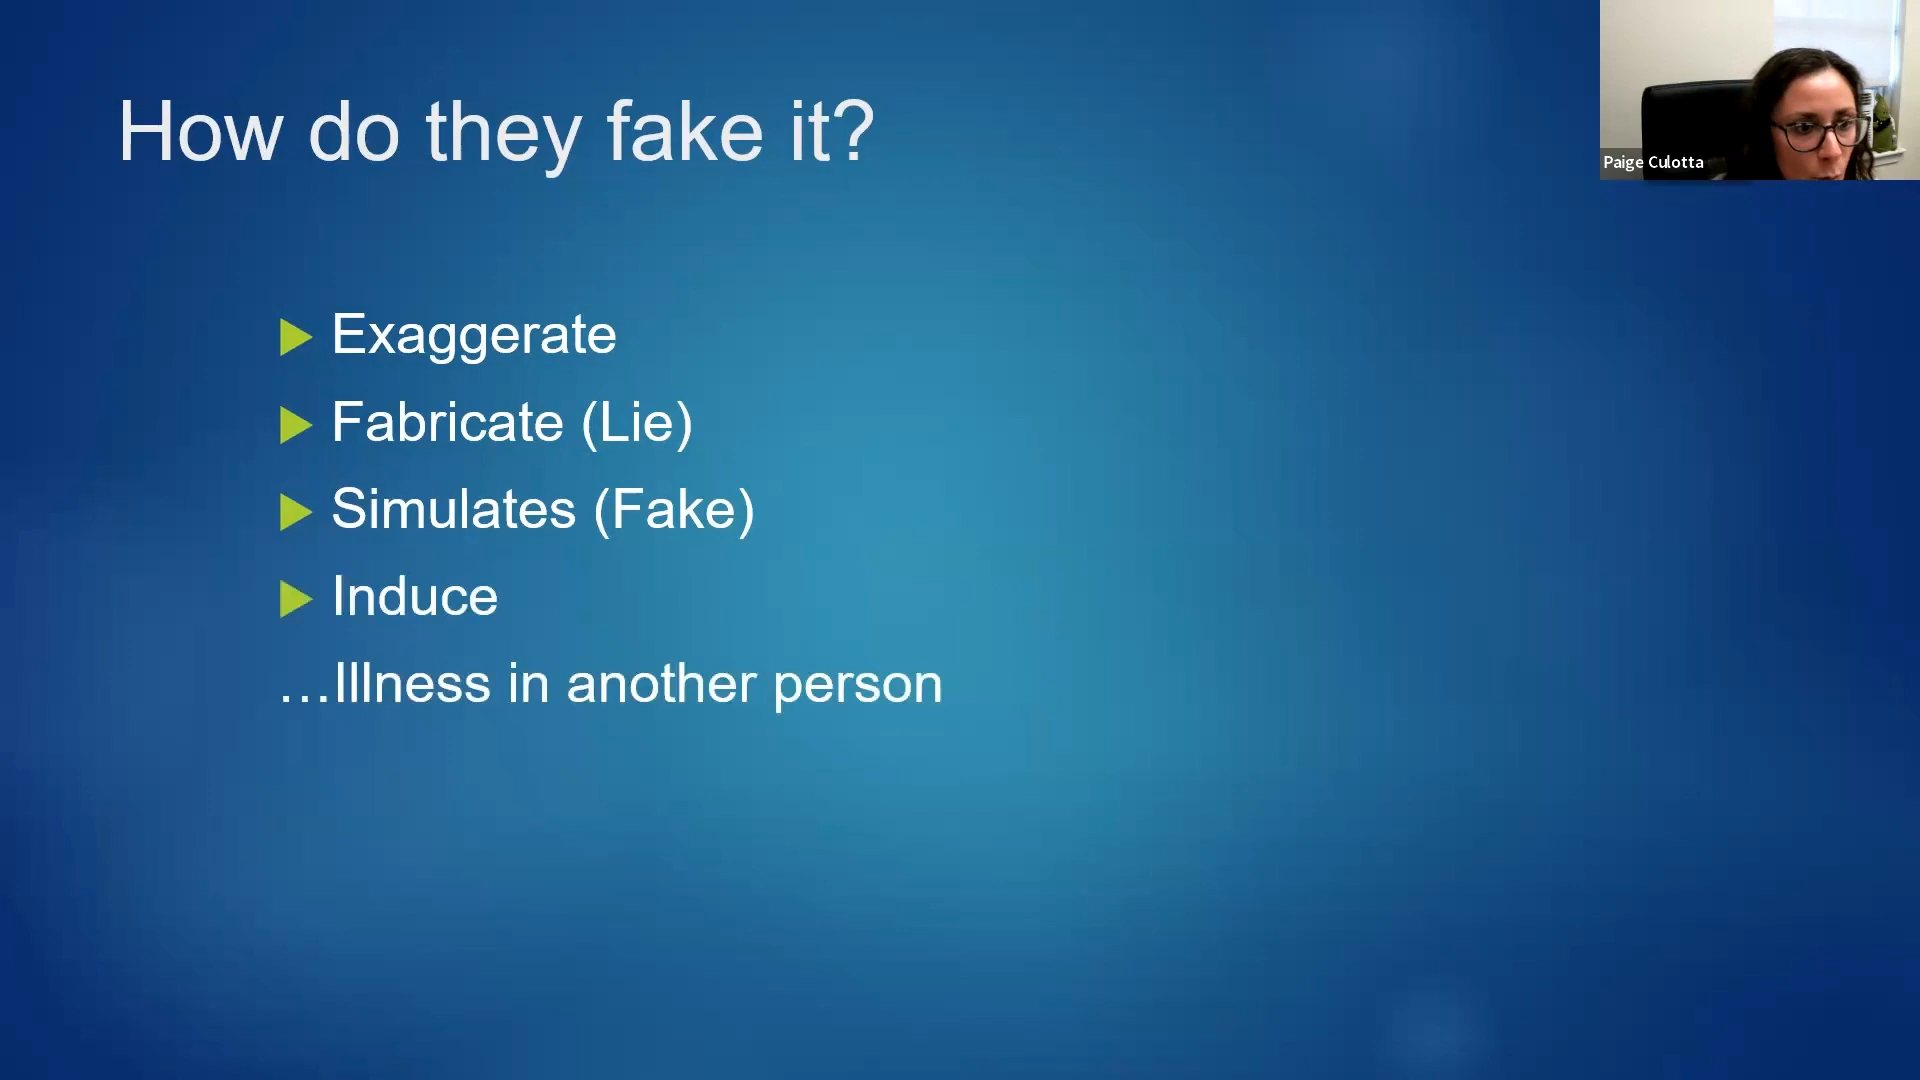 How do they fake it?
Paige Culotta
Exaggerate
Fabricate (Lie)
Simulates (Fake)
Induce
…Illness in another person